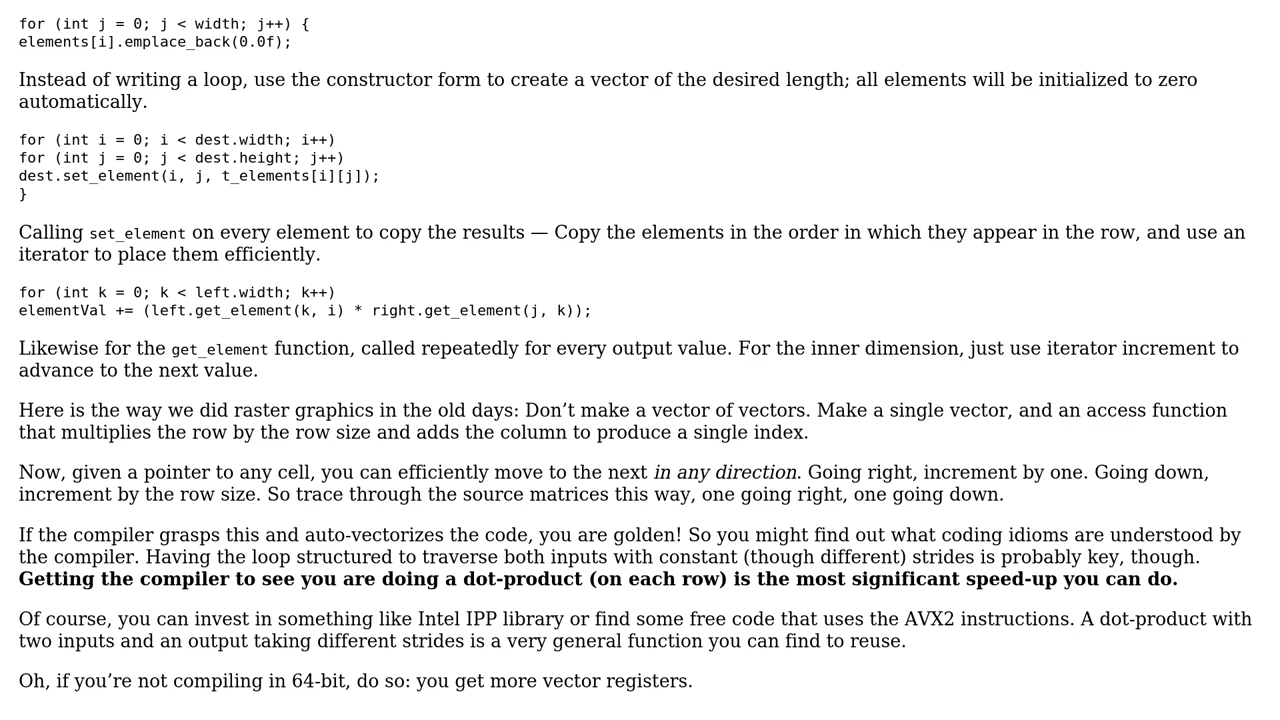 for (int j = 0; j < width; j++) {
elements[i].emplace_back(0.0f);
Instead of writing a loop, use the constructor form to create a vector of the desired length; all elements will be initialized to zero
automatically.
for (int i = 0; i < dest.width; i++)
for (int j = 0; j < dest.height; j++)
dest.set_element(i, j, t_elements[i][j]);
}
Calling set_element on every element to copy the results — Copy the elements in the order in which they appear in the row, and use an
iterator to place them efficiently.
for (int k = 0; k < left.width; k++)
elementVal += (left.get_element(k, i) * right.get_element(j, k));
Likewise for the get_element function, called repeatedly for every output value. For the inner dimension, just use iterator increment to
advance to the next value.
Here is the way we did raster graphics in the old days: Don’t make a vector of vectors. Make a single vector, and an access function
that multiplies the row by the row size and adds the column to produce a single index.
Now, given a pointer to any cell, you can efficiently move to the next in any direction. Going right, increment by one. Going down,
increment by the row size. So trace through the source matrices this way, one going right, one going down.
If the compiler grasps this and auto-vectorizes the code, you are golden! So you might find out what coding idioms are understood by
the compiler. Having the loop structured to traverse both inputs with constant (though different) strides is probably key, though.
Getting the compiler to see you are doing a dot-product (on each row) is the most significant speed-up you can do.
Of course, you can invest in something like Intel IPP library or find some free code that uses the AVX2 instructions. A dot-product with
two inputs and an output taking different strides is a very general function you can find to reuse.
Oh, if you’re not compiling in 64-bit, do so: you get more vector registers.